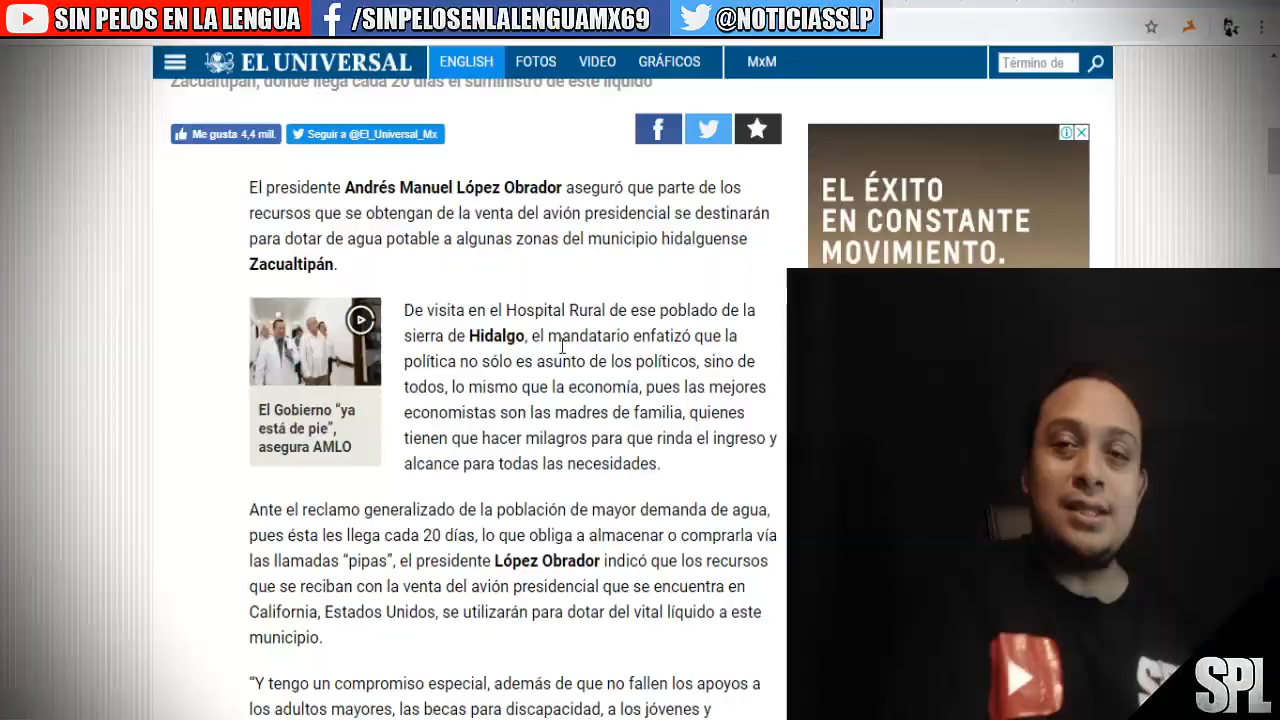 SIN PELOS EN LA LENGUA
/SINPELOSENLALENGUAMX69
@NOTICIASSLP
EL UNIVERSAL
ENGLISH
FOTOS
VIDEO
GRÁFICOS
MxM
Término de
Zacualtipán, donde llega cada 20 días el suministro de este líquido
Me gusta 4,4 mill.
Seguir a @El_Universal_Mx
El presidente Andrés Manuel López Obrador aseguró que parte de los
recursos que se obtengan de la venta del avión presidencial se destinarán
para dotar de agua potable a algunas zonas del municipio hidalguense
Zacualtipán.
EL ÉXITO
EN CONSTANTE
MOVIMIENTO.
El Gobierno “ya
está de pie”,
asegura AMLO
De visita en el Hospital Rural de ese poblado de la
sierra de Hidalgo, el mandatario enfatizó que la
política no sólo es asunto de los políticos, sino de
todos, lo mismo que la economía, pues las mejores
economistas son las madres de familia, quienes
tienen que hacer milagros para que rinda el ingreso y
alcance para todas las necesidades.
Ante el reclamo generalizado de la población de mayor demanda de agua,
pues ésta les llega cada 20 días, lo que obliga a almacenar o comprarla vía
las llamadas “pipas”, el presidente López Obrador indicó que los recursos
que se reciban con la venta del avión presidencial que se encuentra en
California, Estados Unidos, se utilizarán para dotar del vital líquido a este
municipio.
“Y tengo un compromiso especial, además de que no fallen los apoyos a
los adultos mayores, las becas para discapacidad, a los jóvenes y
SPL